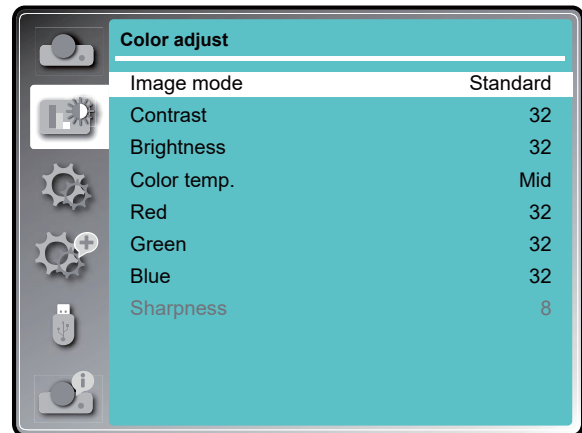 Color adjust
Image mode Standard
Contrast 32
Brightness 32
Color temp. Mid
Red 32
Green 32
Blue 32
Sharpness 8